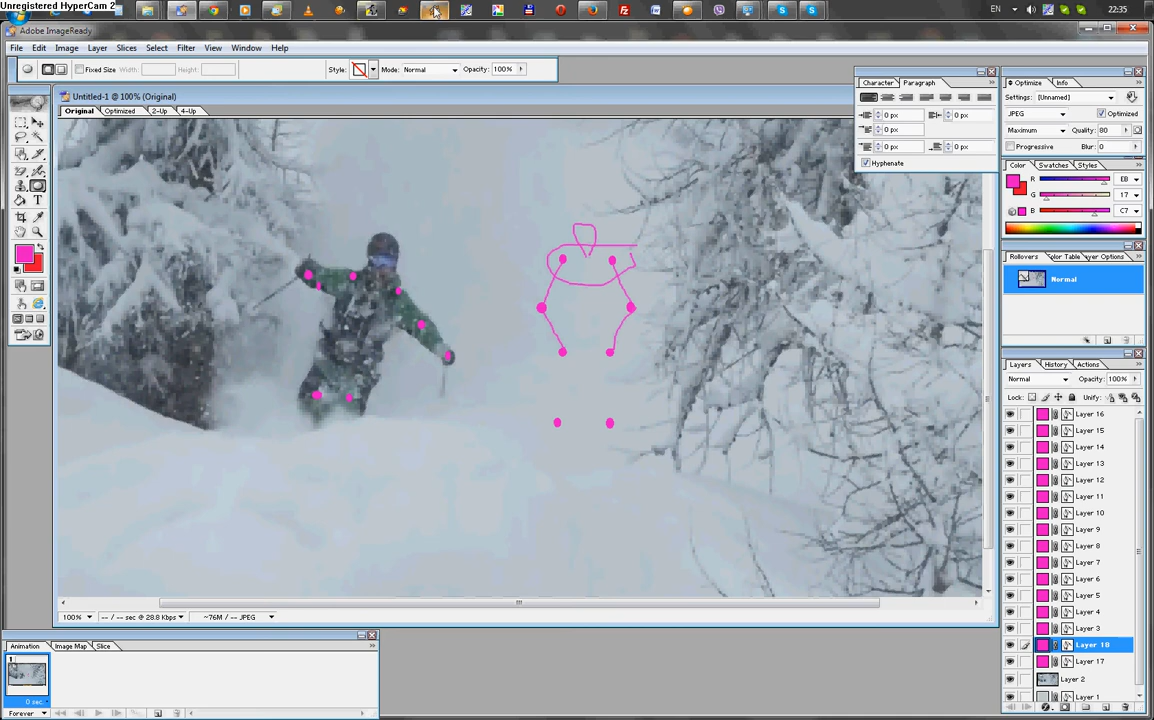 Unregistered HyperCam 2
EN
22:35
Adobe ImageReady
File Edit Image Layer Slices Select Filter View Window Help
Fixed Size Width: Height: Style: Mode: Normal Opacity: 100%
Untitled-1 @ 100% (Original)
Original Optimized 2-Up 4-Up
Character Paragraph
0 px 0 px
0 px
0 px 0 px
Hyphenate
Optimize Info
Settings: [Unnamed]
JPEG Optimized
Maximum Quality: 80
Progressive Blur: 0
Color Swatches Styles
R EB
G 17
B C7
Rollovers
Normal
Layers History Actions
Normal Opacity: 100%
Lock: Unify:
Layer 16
Layer 15
Layer 14
Layer 13
Layer 12
Layer 11
Layer 10
Layer 9
Layer 8
Layer 7
Layer 6
Layer 5
Layer 4
Layer 3
Layer 18
Layer 17
Layer 2
Layer 1
100% -- / -- sec @ 28.8 Kbps ~76M / -- JPEG
Animation Image Map Slice
1
0 sec
Forever